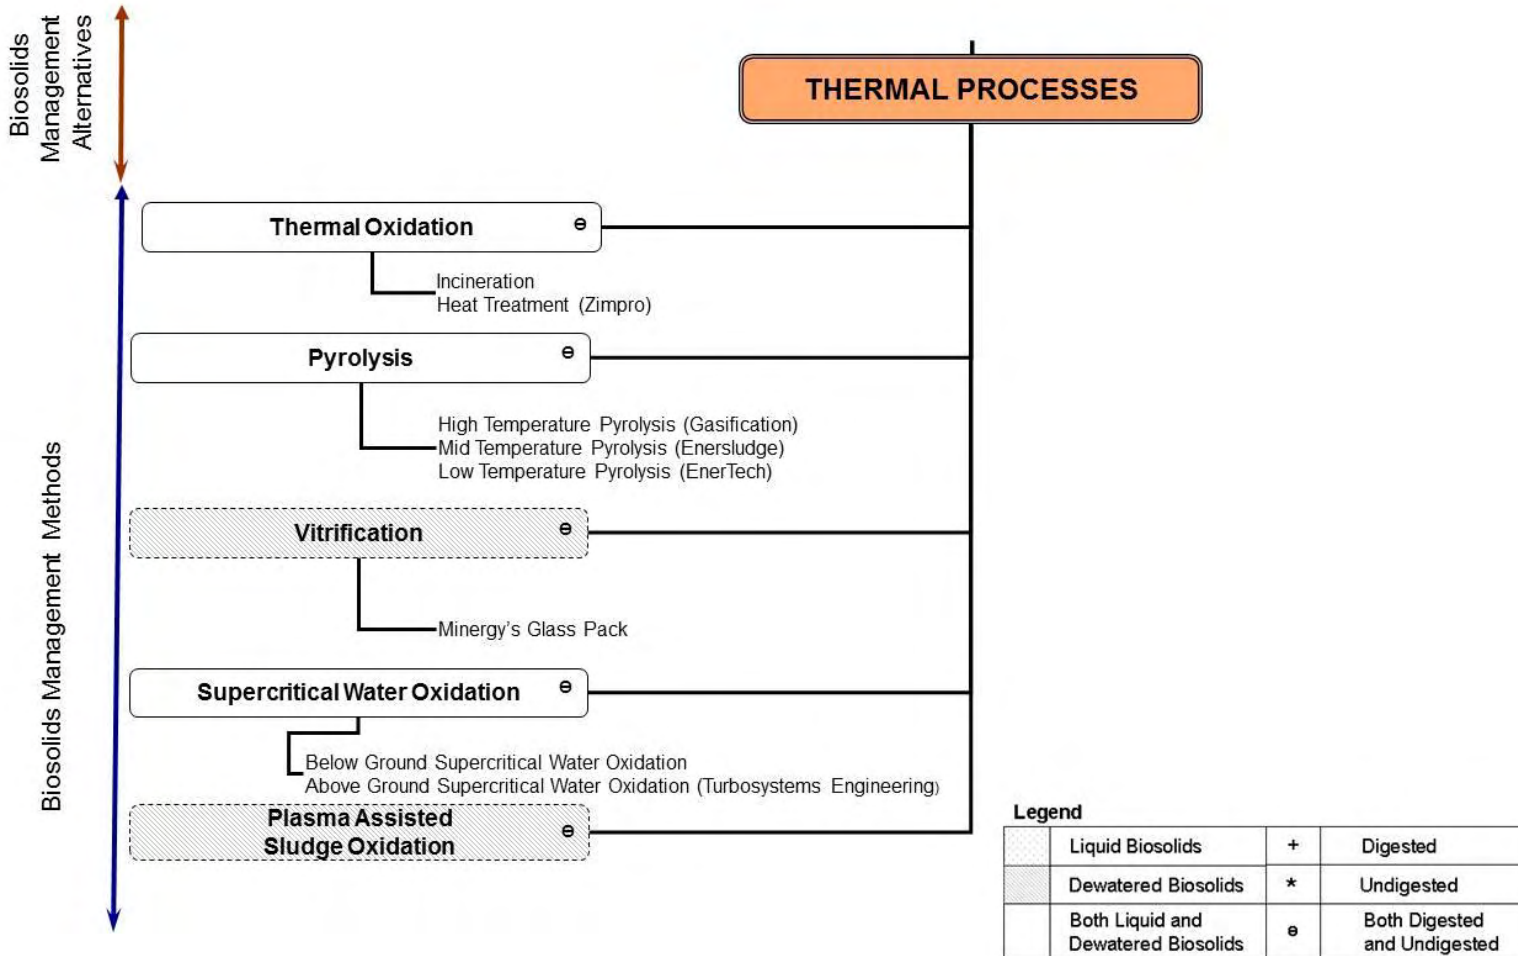 Biosolids
Management
Alternatives
THERMAL PROCESSES
Biosolids Management Methods
Thermal Oxidation ɵ
Incineration
Heat Treatment (Zimpro)
Pyrolysis ɵ
High Temperature Pyrolysis (Gasification)
Mid Temperature Pyrolysis (Enersludge)
Low Temperature Pyrolysis (EnerTech)
Vitrification ɵ
Minergy's Glass Pack
Supercritical Water Oxidation ɵ
Below Ground Supercritical Water Oxidation
Above Ground Supercritical Water Oxidation (Turbosystems Engineering)
Plasma Assisted
Sludge Oxidation ɵ
Legend
Liquid Biosolids + Digested
Dewatered Biosolids * Undigested
Both Liquid and
Dewatered Biosolids ɵ Both Digested
and Undigested